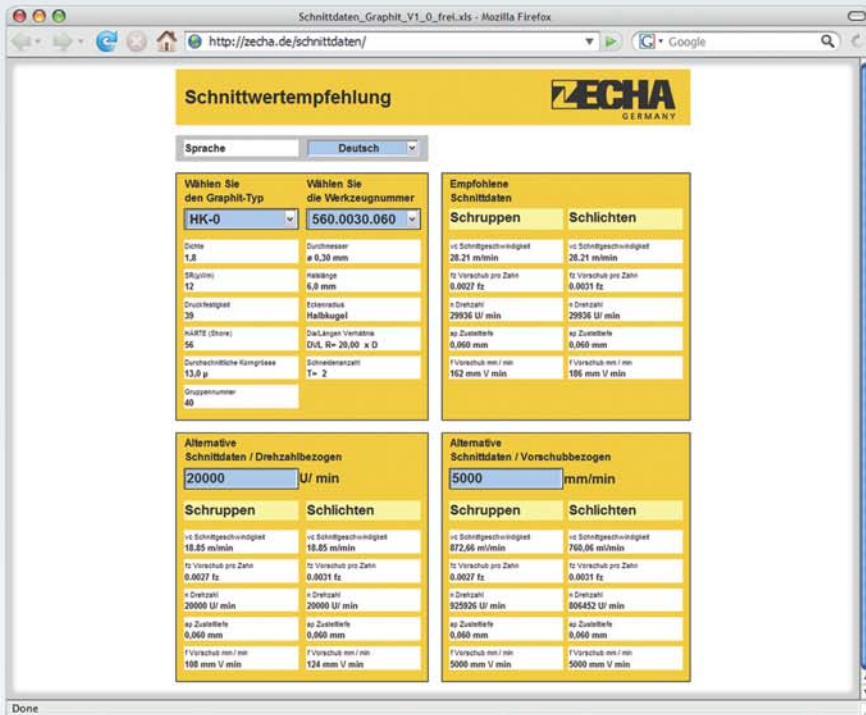 Schnittdaten_Graphit_V1_0_frei.xls - Mozilla Firefox
http://zecha.de/schnittdaten/
Google
Schnittwertempfehlung
ZECHA
GERMANY
Sprache
Deutsch
Wählen Sie
den Graphit-Typ
Wählen Sie
die Werkzeugnummer
HK-0
560.0030.060
Dichte
1,8
Durchmesser
ø 0,30 mm
SR(µWm)
12
Halslänge
6,0 mm
Druckfestigkeit
39
Eckenradius
Halbkugel
HÄRTE (Shore)
56
Dia/Längen Verhältnis
D\/L R= 20,00 x D
Durchschnittliche Korngrösse
13,0 µ
Schneidenanzahl
T= 2
Gruppennummer
40
Empfohlene
Schnittdaten
Schruppen
Schlichten
vc Schnittgeschwindigkeit
28.21 m/min
vc Schnittgeschwindigkeit
28.21 m/min
fz Vorschub pro Zahn
0.0027 fz
fz Vorschub pro Zahn
0.0031 fz
n Drehzahl
29936 U/ min
n Drehzahl
29936 U/ min
ap Zustelltiefe
0,060 mm
ap Zustelltiefe
0,060 mm
f Vorschub mm / min
162 mm \/ min
f Vorschub mm / min
186 mm \/ min
Alternative
Schnittdaten / Drehzahlbezogen
20000 U/ min
Schruppen
Schlichten
vc Schnittgeschwindigkeit
18.85 m/min
vc Schnittgeschwindigkeit
18.85 m/min
fz Vorschub pro Zahn
0.0027 fz
fz Vorschub pro Zahn
0.0031 fz
n Drehzahl
20000 U/ min
n Drehzahl
20000 U/ min
ap Zustelltiefe
0,060 mm
ap Zustelltiefe
0,060 mm
f Vorschub mm / min
108 mm \/ min
f Vorschub mm / min
124 mm \/ min
Alternative
Schnittdaten / Vorschubbezogen
5000 mm/min
Schruppen
Schlichten
vc Schnittgeschwindigkeit
872,66 m\/min
vc Schnittgeschwindigkeit
760,06 m\/min
fz Vorschub pro Zahn
0.0027 fz
fz Vorschub pro Zahn
0.0031 fz
n Drehzahl
925926 U/ min
n Drehzahl
806452 U/ min
ap Zustelltiefe
0,060 mm
ap Zustelltiefe
0,060 mm
f Vorschub mm / min
5000 mm \/ min
f Vorschub mm / min
5000 mm \/ min
Done